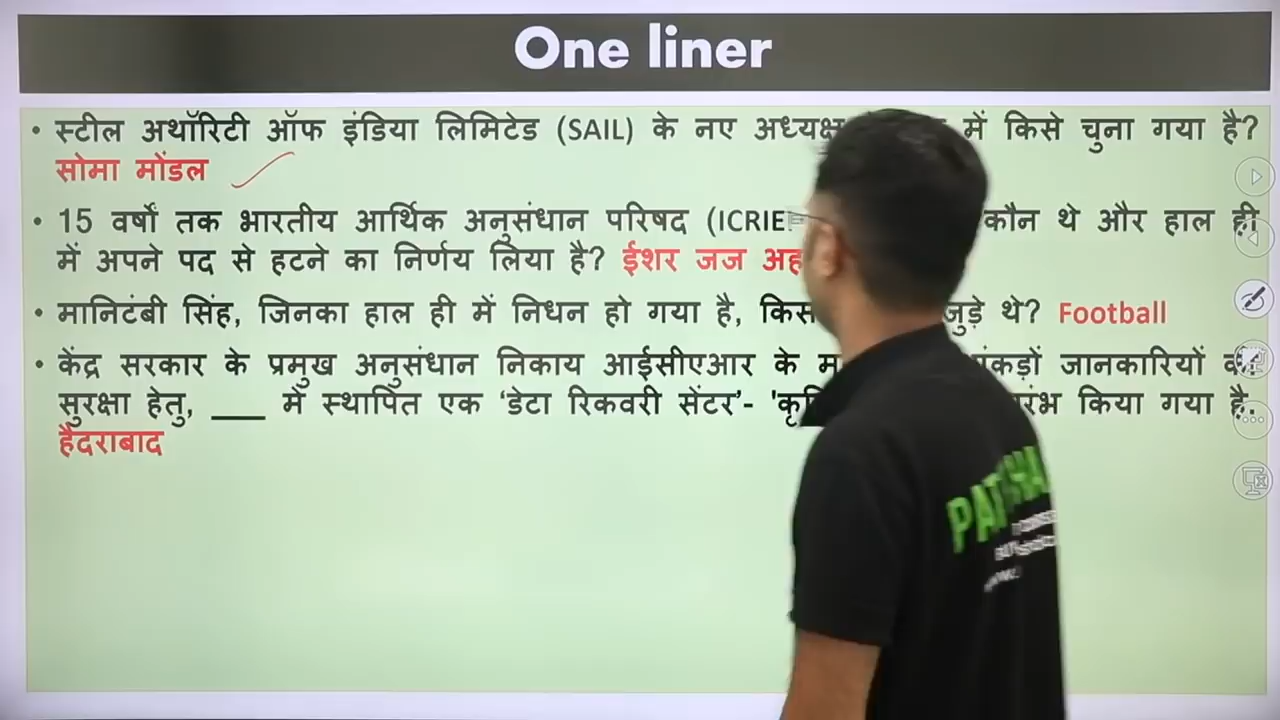 One liner
• स्टील अथॉरिटी ऑफ इंडिया लिमिटेड (SAIL) के नए अध्यक्ष में किसे चुना गया है?
सोमा मोंडल
• 15 वर्षों तक भारतीय आर्थिक अनुसंधान परिषद (ICRIE कौन थे और हाल ही
में अपने पद से हटने का निर्णय लिया है? ईशर जज अह
• मानिटंबी सिंह, जिनका हाल ही में निधन हो गया है, किस जुड़े थे? Football
• केंद्र सरकार के प्रमुख अनुसंधान निकाय आईसीएआर के जानकारियों की
सुरक्षा हेतु, ____ में स्थापित एक ‘डेटा रिकवरी सेंटर’- 'कृ किया गया है.
हैदराबाद